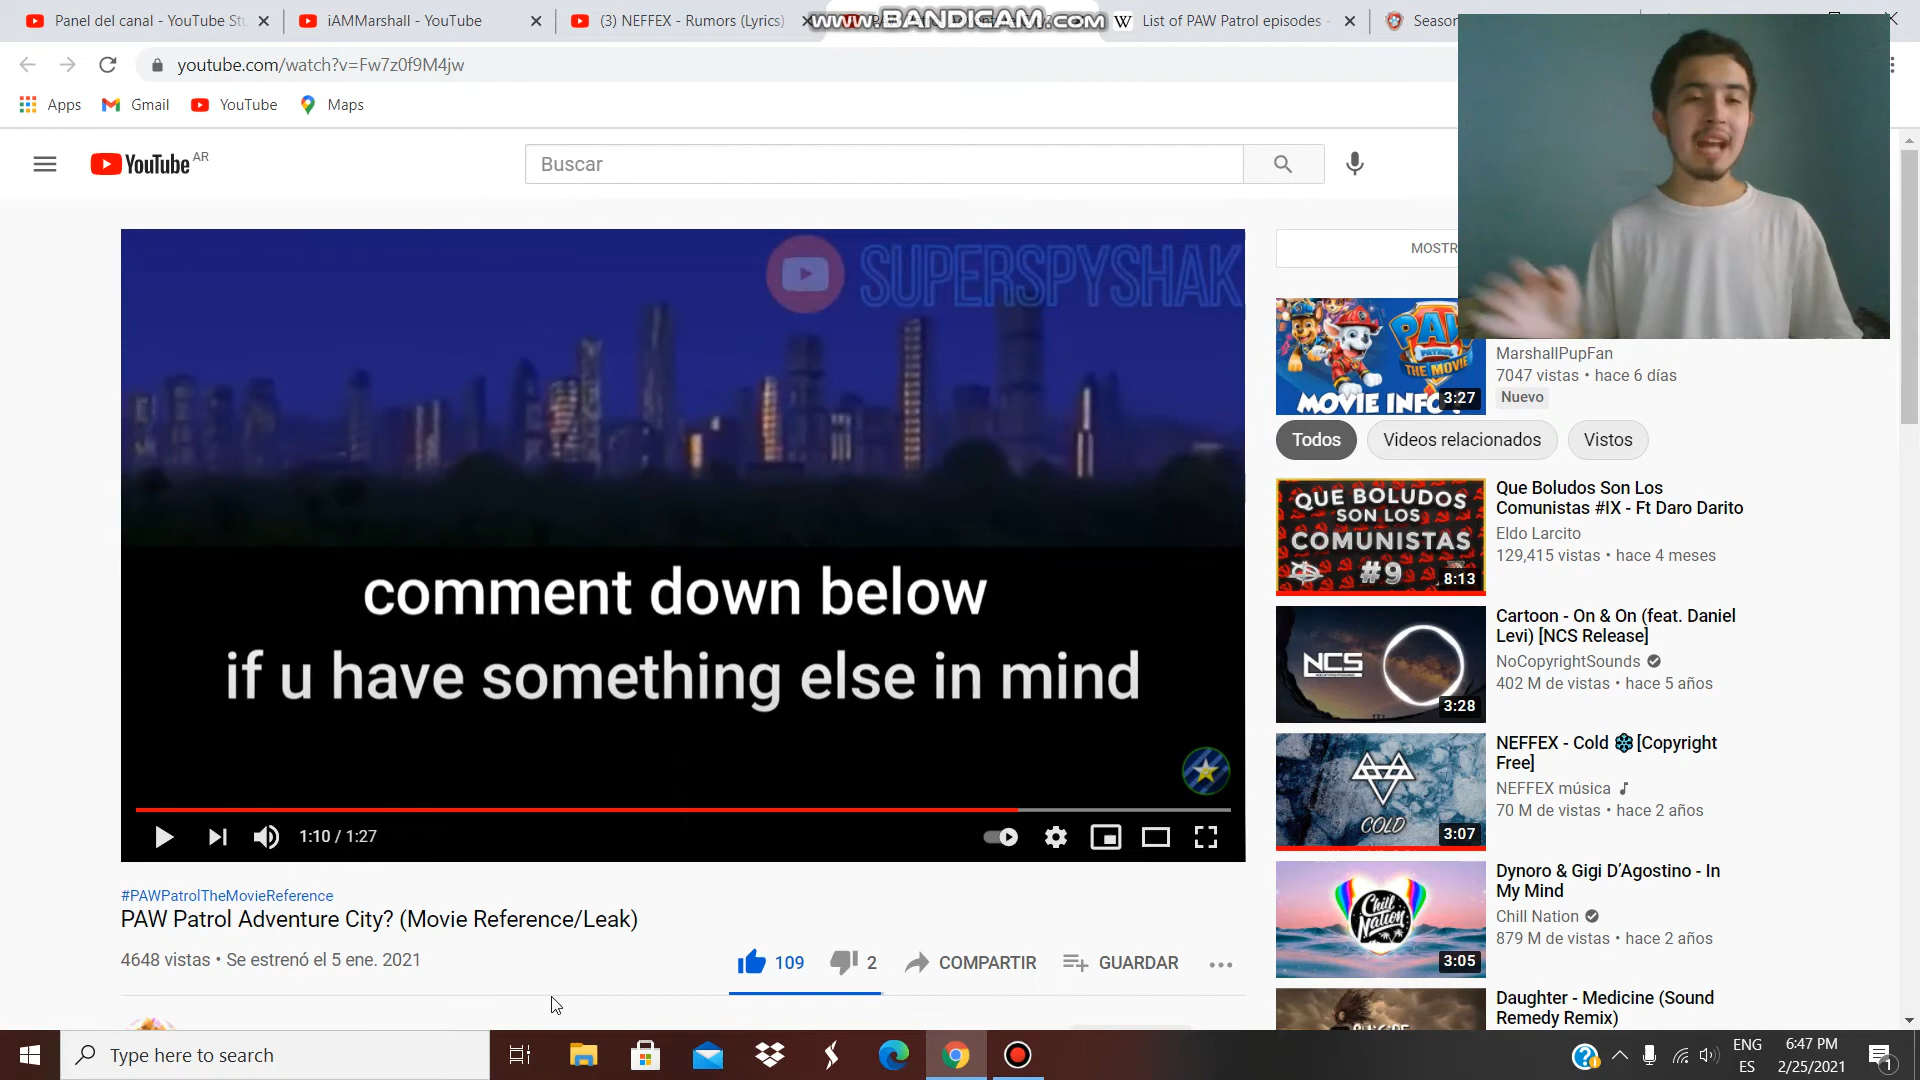 Panel del canal - YouTube Stu
iAMMarshall - YouTube
(3) NEFFEX - Rumors (Lyrics)
WWW.BANDICAM.COM
List of PAW Patrol episodes -
Season
youtube.com/watch?v=Fw7z0f9M4jw
Apps
Gmail
YouTube
Maps
YouTube AR
Buscar
SUPERSPYSHAK
comment down below
if u have something else in mind
1:10 / 1:27
#PAWPatrolTheMovieReference
PAW Patrol Adventure City? (Movie Reference/Leak)
4648 vistas • Se estrenó el 5 ene. 2021
109
2
COMPARTIR
GUARDAR
MOSTR
PAW
PATROL
THE MOVIE
MOVIE INFO
3:27
MarshallPupFan
7047 vistas • hace 6 días
Nuevo
Todos
Videos relacionados
Vistos
QUE BOLUDOS
SON LOS
COMUNISTAS
#9
8:13
Que Boludos Son Los
Comunistas #IX - Ft Daro Darito
Eldo Larcito
129,415 vistas • hace 4 meses
NCS
3:28
Cartoon - On & On (feat. Daniel
Levi) [NCS Release]
NoCopyrightSounds
402 M de vistas • hace 5 años
COLD
3:07
NEFFEX - Cold ❄[Copyright
Free]
NEFFEX música
70 M de vistas • hace 2 años
Chill
Nation
3:05
Dynoro & Gigi D'Agostino - In
My Mind
Chill Nation
879 M de vistas • hace 2 años
Daughter - Medicine (Sound
Remedy Remix)
Type here to search
ENG
ES
6:47 PM
2/25/2021
1